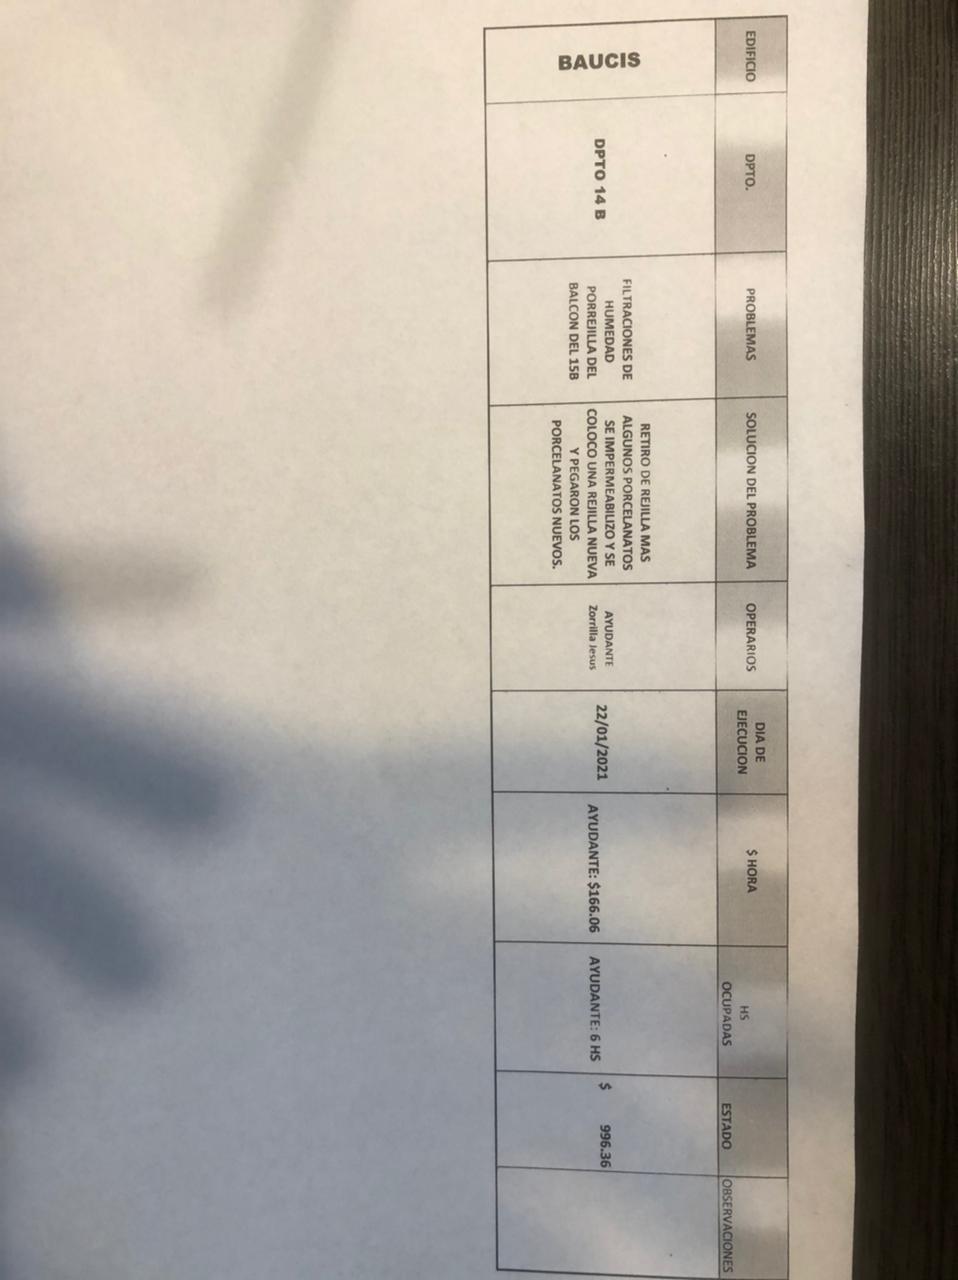 EDIFICIO
DPTO.
PROBLEMAS
SOLUCION DEL PROBLEMA
OPERARIOS
DIA DE
EJECUCION
$ HORA
HS
OCUPADAS
ESTADO
OBSERVACIONES
BAUCIS
DPTO 14 B
FILTRACIONES DE
HUMEDAD
PORREJILLA DEL
BALCON DEL 15B
RETIRO DE REJILLA MAS
ALGUNOS PORCELANATOS
SE IMPERMEABILIZO Y SE
COLOCO UNA REJILLA NUEVA
Y PEGARON LOS
PORCELANATOS NUEVOS.
AYUDANTE
Zorrilla Jesus
22/01/2021
AYUDANTE: $166.06
AYUDANTE: 6 HS
$ 996.36